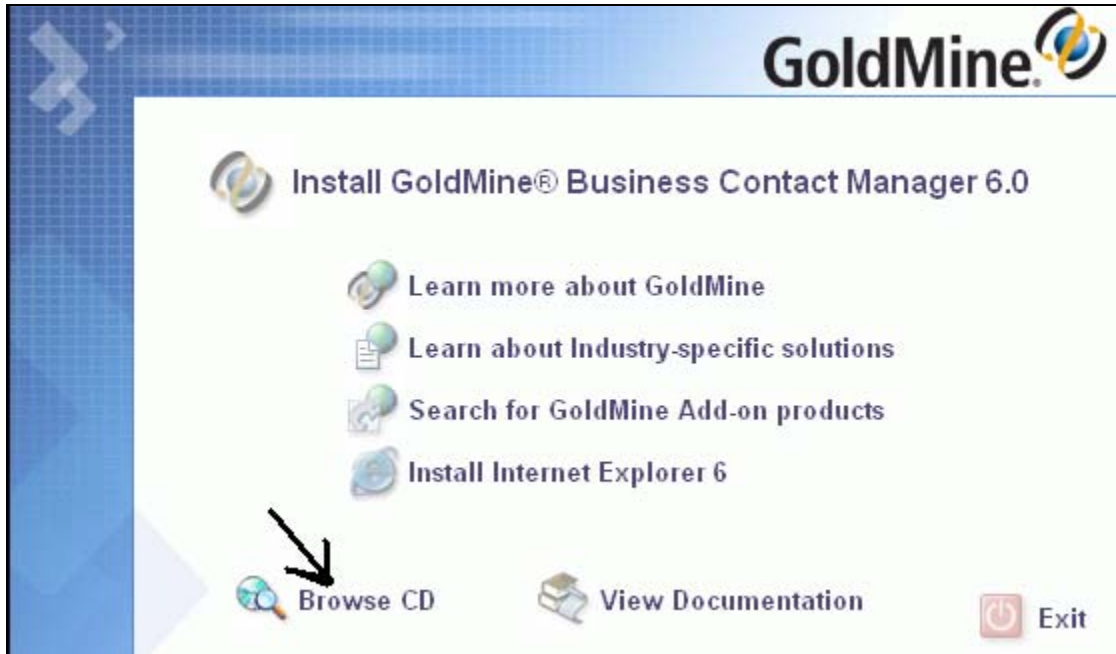 GoldMine.
Install GoldMine® Business Contact Manager 6.0
Learn more about GoldMine
Learn about Industry-specific solutions
Search for GoldMine Add-on products
Install Internet Explorer 6
Browse CD
View Documentation
Exit